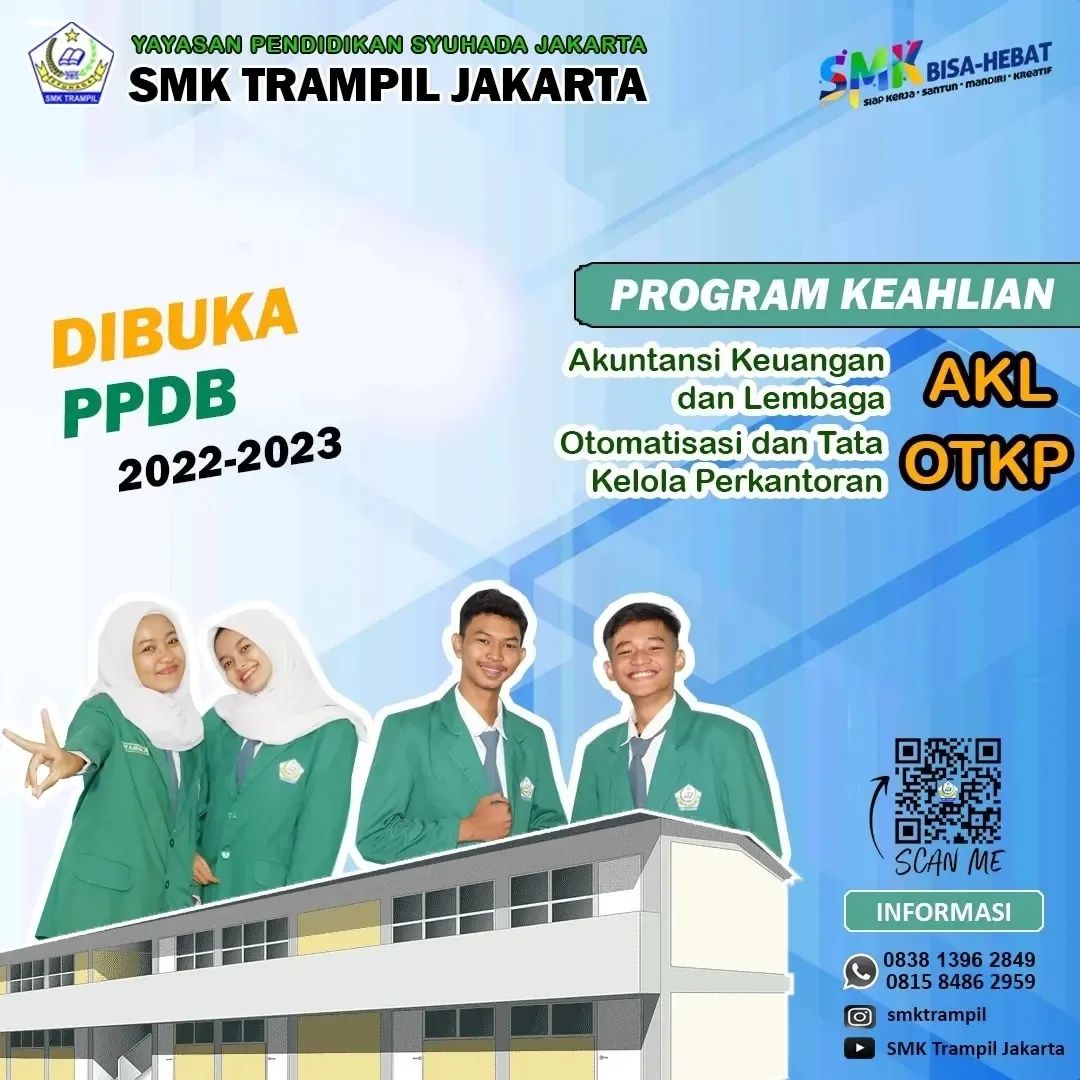 YAYASAN PENDIDIKAN SYUHADA JAKARTA
SMK TRAMPIL JAKARTA
SMK TRAMPIL
SMK BISA-HEBAT
SIAP KERJA • SANTUN • MANDIRI • KREATIF
DIBUKA
PPDB
2022-2023
PROGRAM KEAHLIAN
Akuntansi Keuangan
dan Lembaga
AKL
Otomatisasi dan Tata
Kelola Perkantoran
OTKP
SCAN ME
INFORMASI
0838 1396 2849
0815 8486 2959
smktrampil
SMK Trampil Jakarta